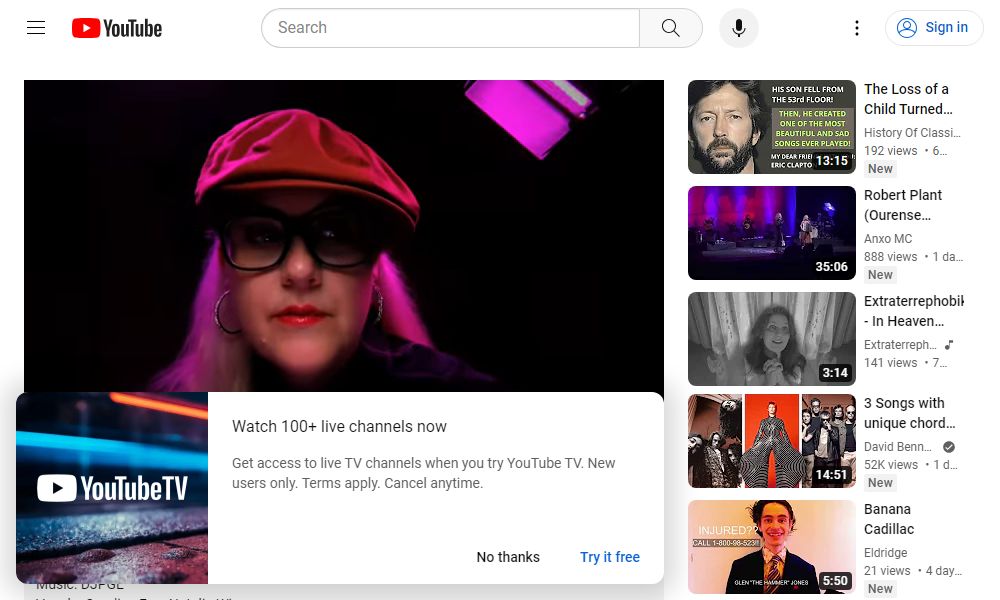 YouTube
Search
Sign in
HIS SON FELL FROM
THE 53rd FLOOR!
THEN, HE CREATED
ONE OF THE MOST
BEAUTIFUL AND SAD
SONGS EVER PLAYED!
MY DEAR
ERIC CLAPTO
13:15
The Loss of a
Child Turned…
History Of Classi…
192 views • 6…
New
35:06
Robert Plant
(Ourense…
Anxo MC
888 views • 1 da…
New
3:14
Extraterrephobi
- In Heaven…
Extraterreph…
141 views • 7…
14:51
3 Songs with
unique chord…
David Benn…
52K views • 1 d…
New
INJURED??
CALL 1-800-98-523!!
GLEN "THE HAMMER" JONES
5:50
Banana
Cadillac
Eldridge
21 views • 4 day…
New
YouTubeTV
Watch 100+ live channels now
Get access to live TV channels when you try YouTube TV. New
users only. Terms apply. Cancel anytime.
No thanks
Try it free
Music: DJPGL